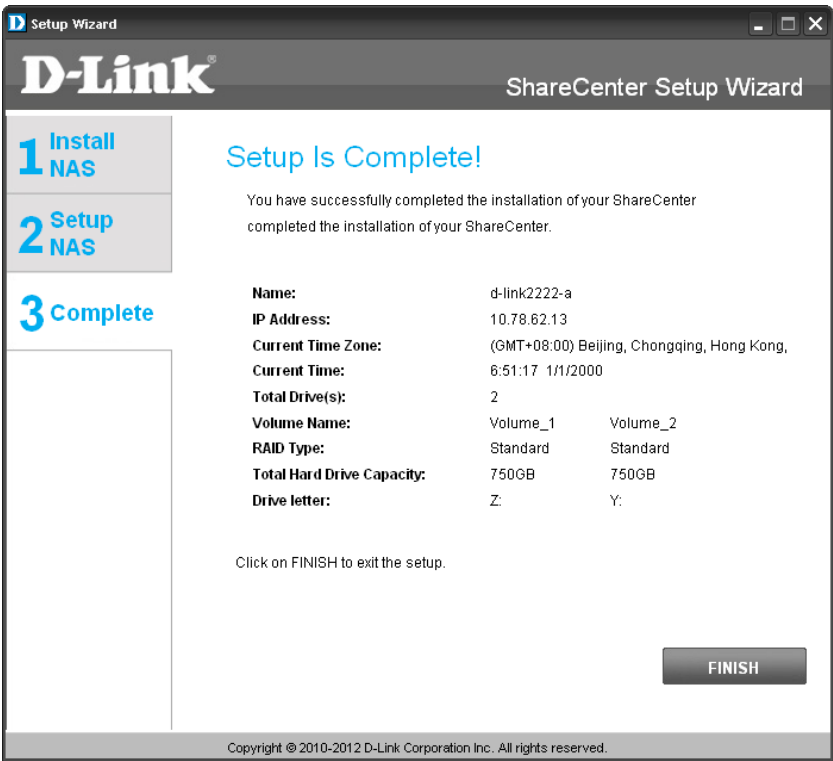 Setup Wizard
D-Link®
ShareCenter Setup Wizard
1 Install NAS
2 Setup NAS
3 Complete
Setup Is Complete!
You have successfully completed the installation of your ShareCenter
completed the installation of your ShareCenter.
Name: d-link2222-a
IP Address: 10.78.62.13
Current Time Zone: (GMT+08:00) Beijing, Chongqing, Hong Kong,
Current Time: 6:51:17 1/1/2000
Total Drive(s): 2
Volume Name: Volume_1 Volume_2
RAID Type: Standard Standard
Total Hard Drive Capacity: 750GB 750GB
Drive letter: Z: Y:
Click on FINISH to exit the setup.
FINISH
Copyright © 2010-2012 D-Link Corporation Inc. All rights reserved.